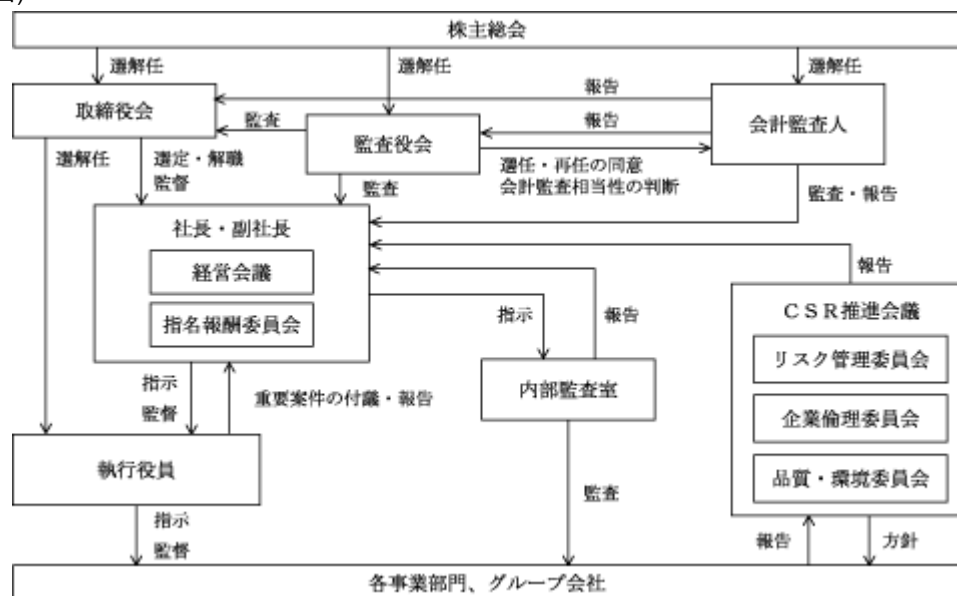 株主総会
選解任
選解任
選解任
取締役会
報告
会計監査人
監査
監査役会
報告
選解任
選定・解職
監督
監査
選任・再任の同意
会計監査相当性の判断
監査・報告
社長・副社長
経営会議
指名報酬委員会
報告
指示
報告
CSR推進会議
リスク管理委員会
企業倫理委員会
品質・環境委員会
指示
監督
重要案件の付議・報告
内部監査室
執行役員
監査
指示
監督
報告
方針
各事業部門、グループ会社